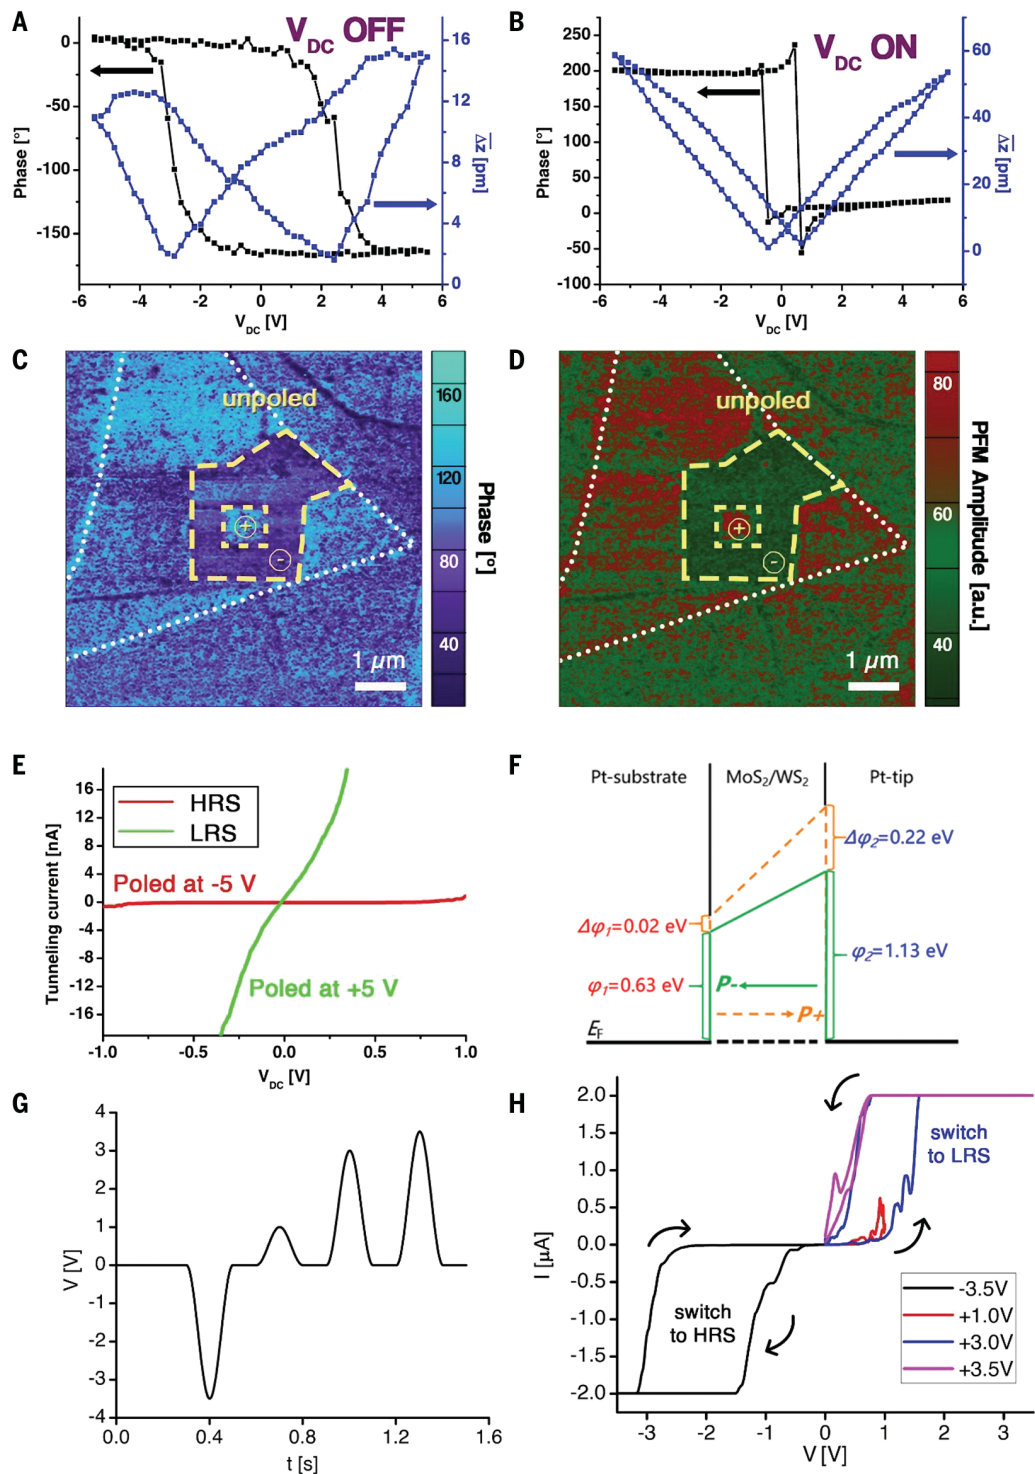 A
V_DC OFF
0
-50
-100
-150
Phase [°]
16
12
8
4
0
Δz [pm]
-6 -4 -2 0 2 4 6
V_DC [V]
B
V_DC ON
250
200
150
100
50
0
-50
-100
Phase [°]
60
40
20
0
Δz [pm]
-6 -4 -2 0 2 4 6
V_DC [V]
C
unpoled
+
-
1 µm
160
120
80
40
Phase [°]
D
unpoled
+
-
1 µm
80
60
40
PFM Amplitude [a.u.]
E
HRS
LRS
Poled at -5 V
Poled at +5 V
16
12
8
4
0
-4
-8
-12
-16
Tunneling current [nA]
-1.0 -0.5 0.0 0.5 1.0
V_DC [V]
F
Pt-substrate MoS₂/WS₂ Pt-tip
Δφ₂=0.22 eV
Δφ₁=0.02 eV
φ₂=1.13 eV
φ₁=0.63 eV
P-
P+
E_F
G
4
3
2
1
0
-1
-2
-3
-4
V [V]
0.0 0.4 0.8 1.2 1.6
t [s]
H
2.0
1.5
1.0
0.5
0.0
-0.5
-1.0
-1.5
-2.0
I [µA]
switch
to LRS
switch
to HRS
-3.5V
+1.0V
+3.0V
+3.5V
-3 -2 -1 0 1 2 3
V [V]